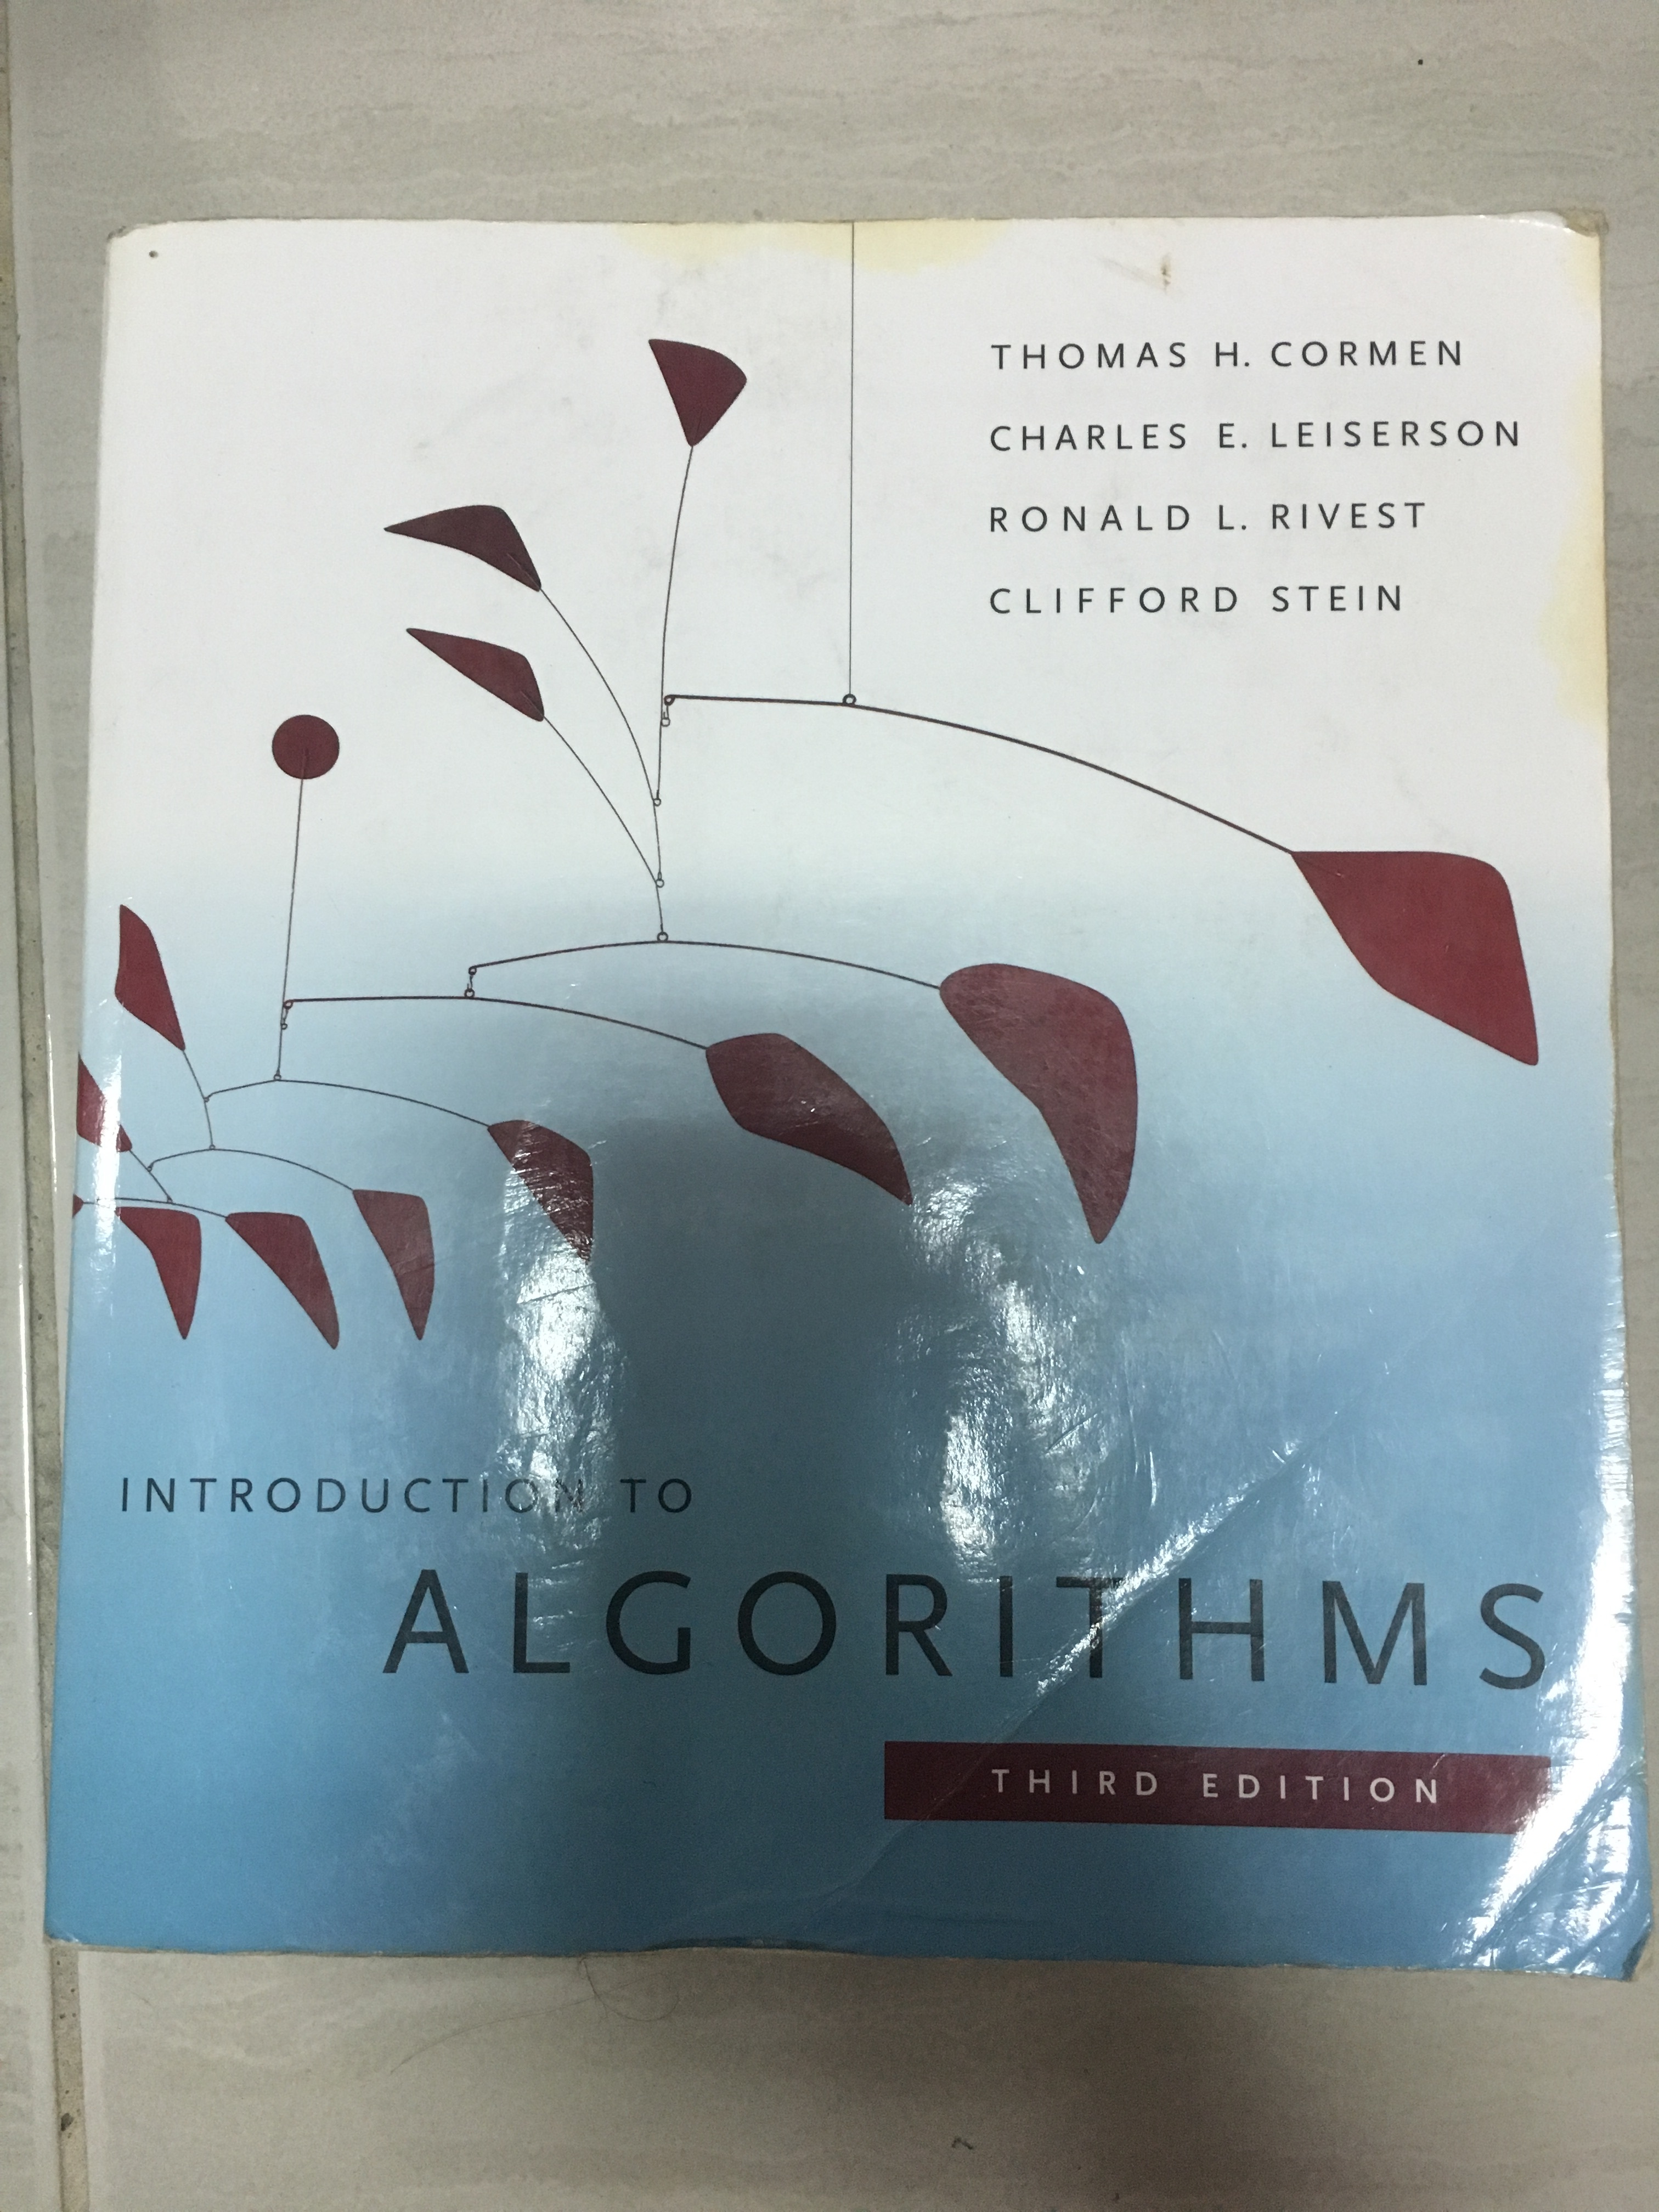 THOMAS H. CORMEN
CHARLES E. LEISERSON
RONALD L. RIVEST
CLIFFORD STEIN
INTRODUCTION TO
ALGORITHMS
THIRD EDITION